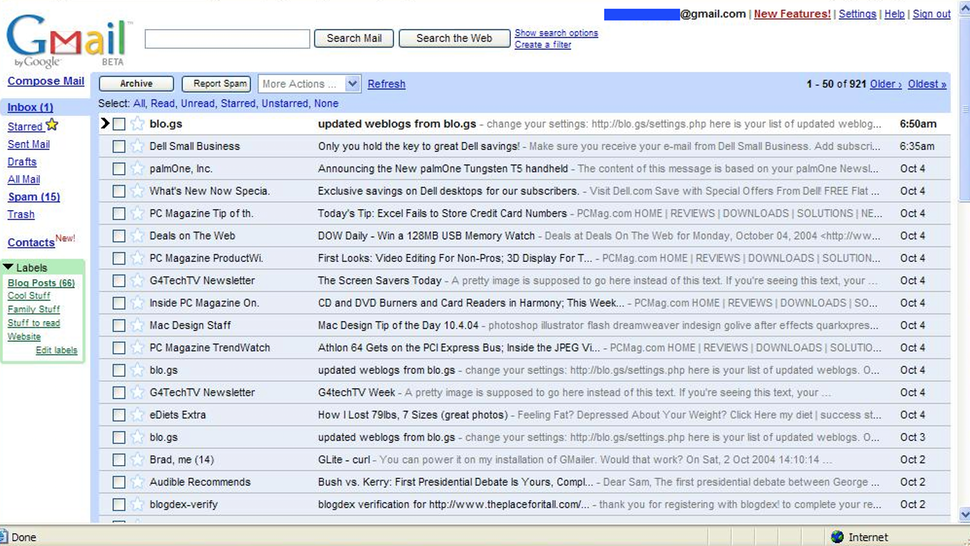 @gmail.com | New Features! | Settings | Help | Sign out
Gmail
by Google BETA
Search Mail Search the Web Show search options
Create a filter
Compose Mail
Inbox (1)
Starred
Sent Mail
Drafts
All Mail
Spam (15)
Trash
Contacts New!
Labels
Blog Posts (66)
Cool Stuff
Family Stuff
Stuff to read
Website
Edit labels
Archive Report Spam More Actions ... Refresh 1 - 50 of 921 Older › Oldest »
Select: All, Read, Unread, Starred, Unstarred, None
blo.gs updated weblogs from blo.gs - change your settings: http://blo.gs/settings.php here is your list of updated weblog... 6:50am
Dell Small Business Only you hold the key to great Dell savings! - Make sure you receive your e-mail from Dell Small Business. Add subscri... 6:35am
palmOne, Inc. Announcing the New palmOne Tungsten T5 handheld - The content of this message is based on your palmOne Newsl... Oct 4
What's New Now Specia. Exclusive savings on Dell desktops for our subscribers. - Visit Dell.com Save with Special Offers From Dell! FREE Flat ... Oct 4
PC Magazine Tip of th. Today's Tip: Excel Fails to Store Credit Card Numbers - PCMag.com HOME | REVIEWS | DOWNLOADS | SOLUTIONS | NE... Oct 4
Deals on The Web DOW Daily - Win a 128MB USB Memory Watch - Deals at Deals On The Web for Monday, October 04, 2004 <http://ww... Oct 4
PC Magazine ProductWi. First Looks: Video Editing For Non-Pros; 3D Display For T... - PCMag.com HOME | REVIEWS | DOWNLOADS | SOLUTIO... Oct 4
G4TechTV Newsletter The Screen Savers Today - A pretty image is supposed to go here instead of this text. If you're seeing this text, your ... Oct 4
Inside PC Magazine On. CD and DVD Burners and Card Readers in Harmony; This Week... - PCMag.com HOME | REVIEWS | DOWNLOADS | SO... Oct 4
Mac Design Staff Mac Design Tip of the Day 10.4.04 - photoshop illustrator flash dreamweaver indesign golive after effects quarkxpres... Oct 4
PC Magazine TrendWatch Athlon 64 Gets on the PCI Express Bus; Inside the JPEG Vi... - PCMag.com HOME | REVIEWS | DOWNLOADS | SOLUTIO... Oct 4
blo.gs updated weblogs from blo.gs - change your settings: http://blo.gs/settings.php here is your list of updated weblog... Oct 4
G4TechTV Newsletter G4techTV Week - A pretty image is supposed to go here instead of this text. If you're seeing this text, your ... Oct 4
eDiets Extra How I Lost 79lbs, 7 Sizes (great photos) - Feeling Fat? Depressed About Your Weight? Click Here my diet | success st... Oct 4
blo.gs updated weblogs from blo.gs - change your settings: http://blo.gs/settings.php here is your list of updated weblogs. ... Oct 3
Brad, me (14) GLite - curl - You can power it on my installation of GMailer. Would that work? On Sat, 2 Oct 2004 14:10:14 ... Oct 2
Audible Recommends Bush vs. Kerry: First Presidential Debate Is Yours, Compl... - Dear Sam, The first presidential debate between George ... Oct 2
blogdex-verify blogdex verification for http://www.theplaceforitall.com/... - thank you for registering with blogdex! to complete your re... Oct 2
Done Internet